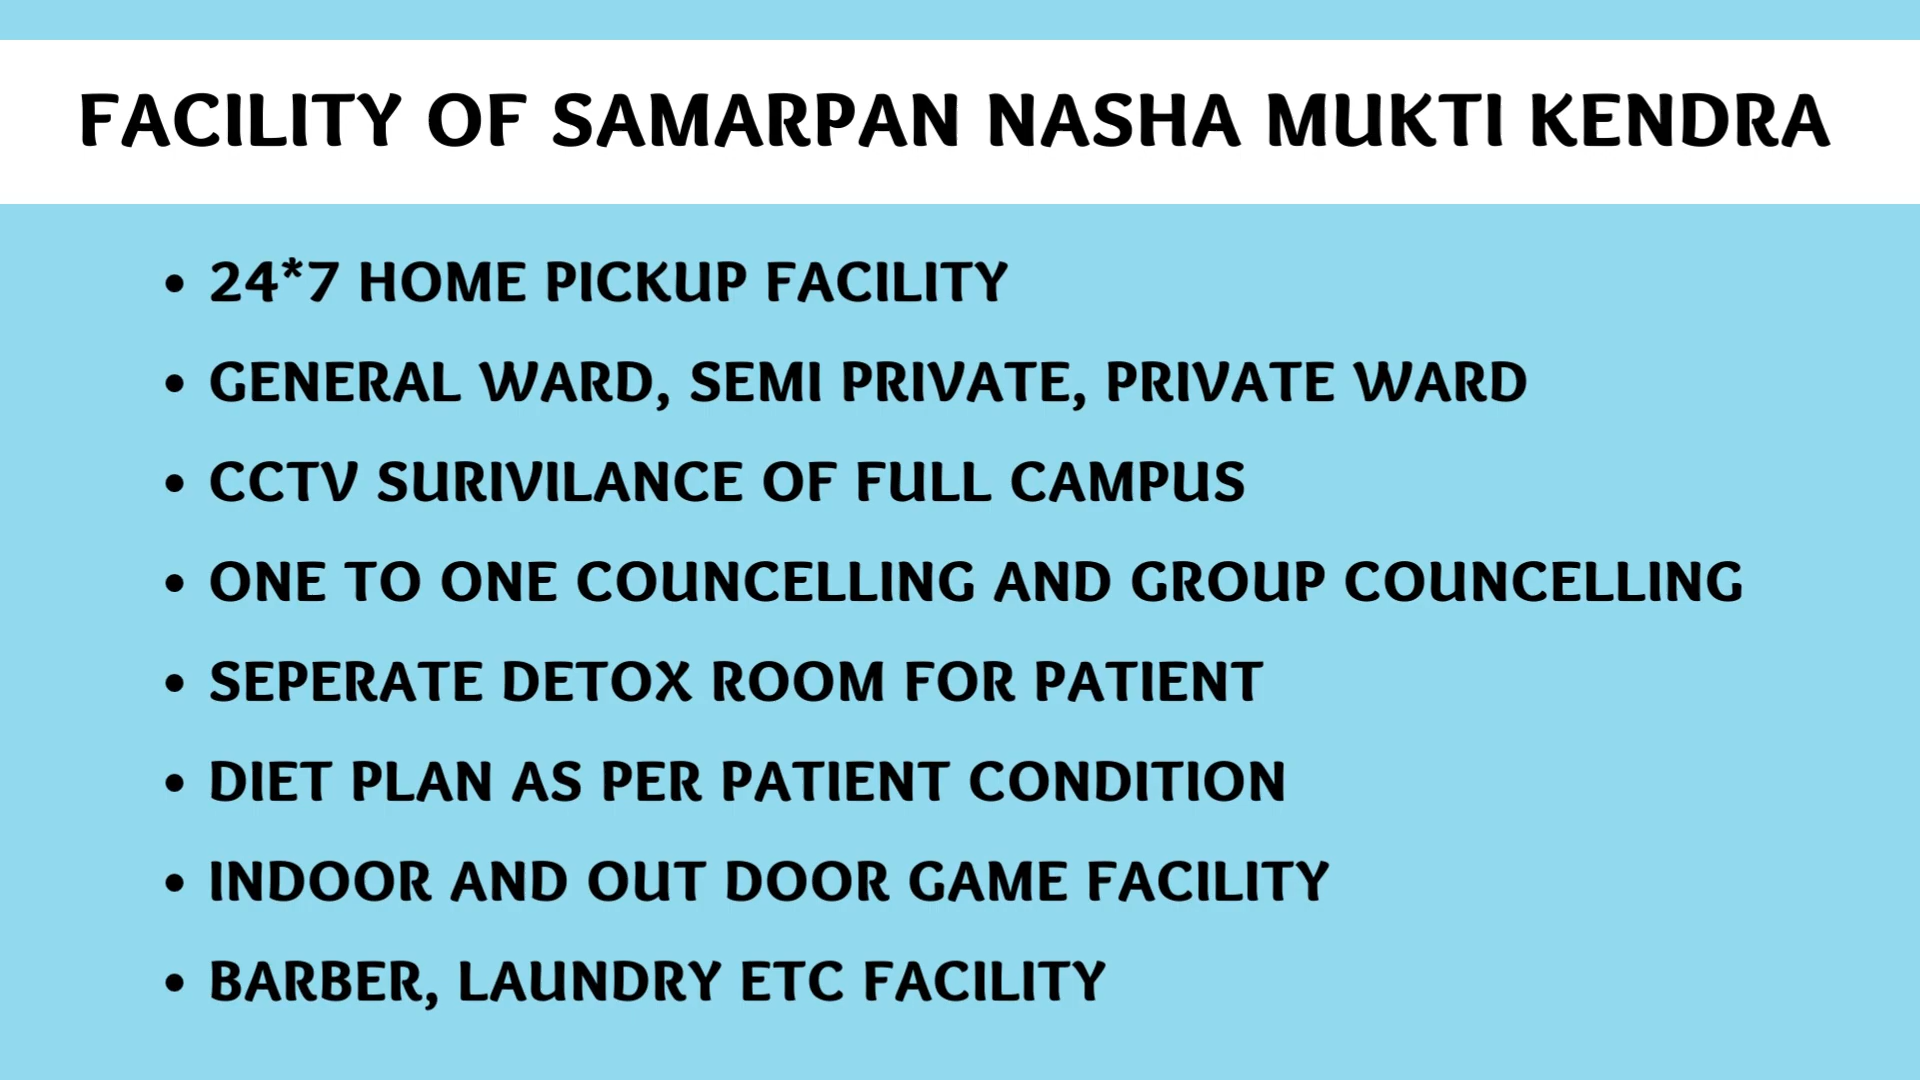 FACILITY OF SAMARPAN NASHA MUKTI KENDRA
• 24*7 HOME PICKUP FACILITY
• GENERAL WARD, SEMI PRIVATE, PRIVATE WARD
• CCTV SURIVILANCE OF FULL CAMPUS
• ONE TO ONE COUNCELLING AND GROUP COUNCELLING
• SEPERATE DETOX ROOM FOR PATIENT
• DIET PLAN AS PER PATIENT CONDITION
• INDOOR AND OUT DOOR GAME FACILITY
• BARBER, LAUNDRY ETC FACILITY